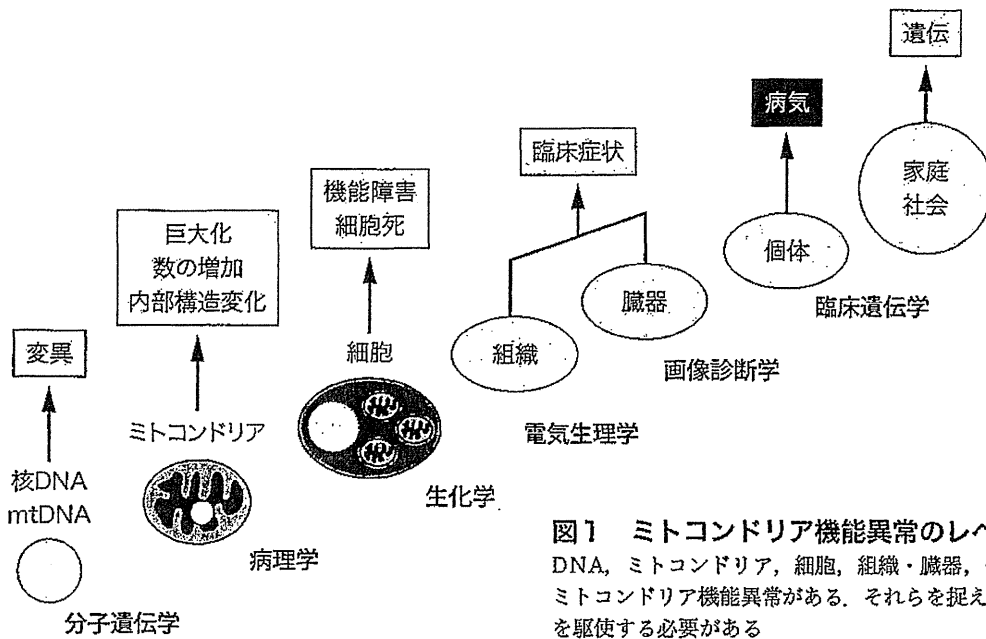 遺伝
病気
家庭
社会
臨床症状
機能障害
細胞死
個体
巨大化
数の増加
内部構造変化
臓器
臨床遺伝学
変異
細胞
組織
画像診断学
ミトコンドリア
電気生理学
核DNA
mtDNA
生化学
病理学
分子遺伝学
図1 ミトコンドリア機能異常のレベ
DNA,ミトコンドリア,細胞,組織・臓器,
ミトコンドリア機能異常がある.それらを捉え
を駆使する必要がある